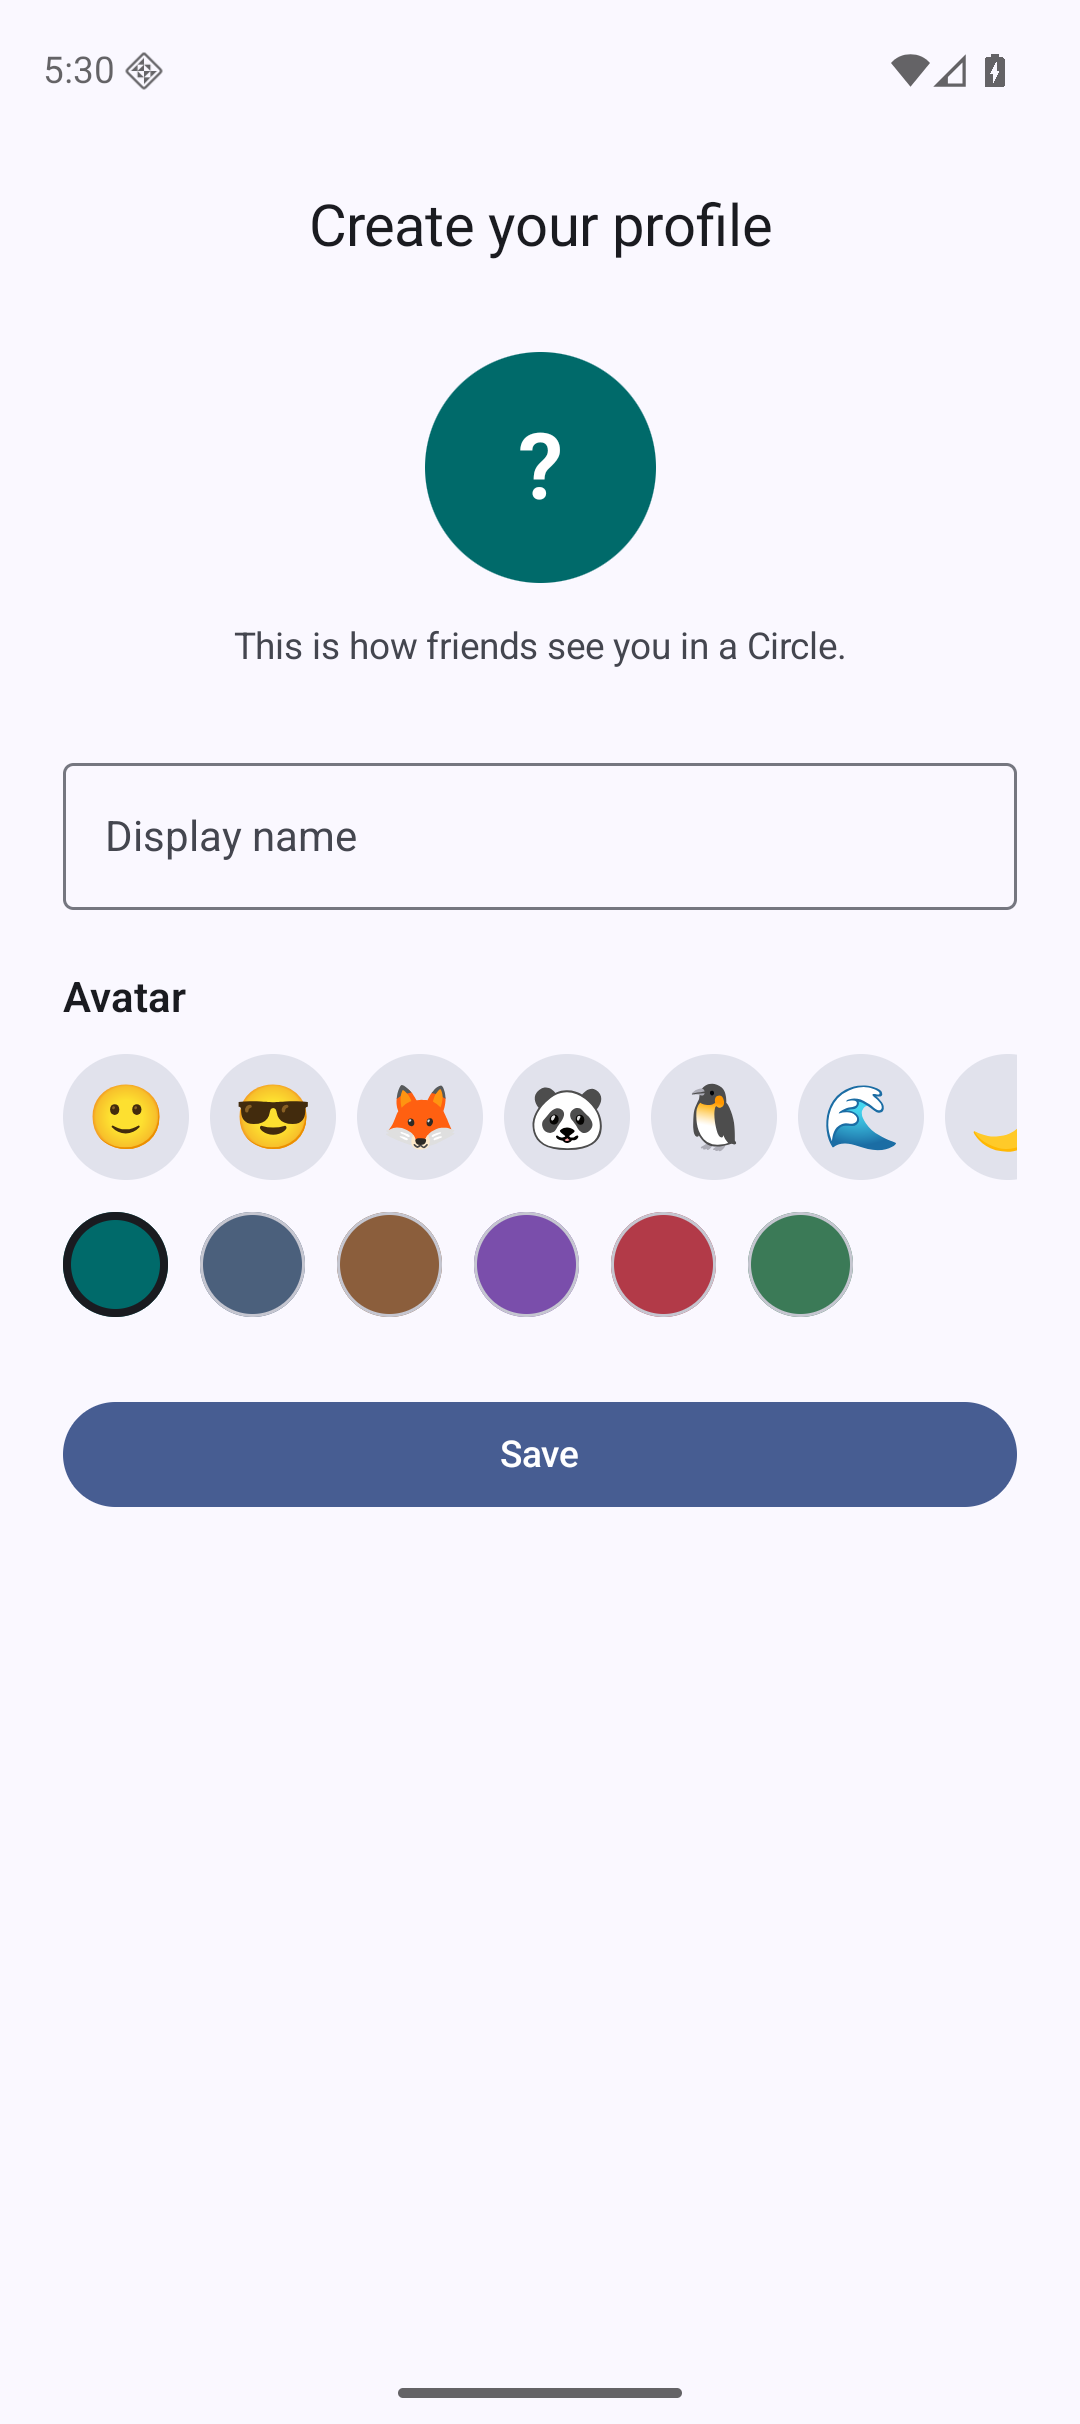 5:30
Create your profile
?
This is how friends see you in a Circle.
Display name
Avatar
Save